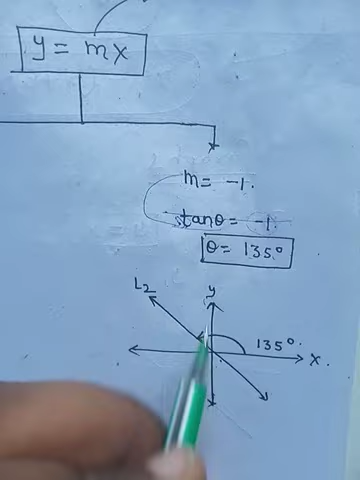 y = mx
m = -1.
tanθ = -1
θ = 135°
L2
y
135°.
x.